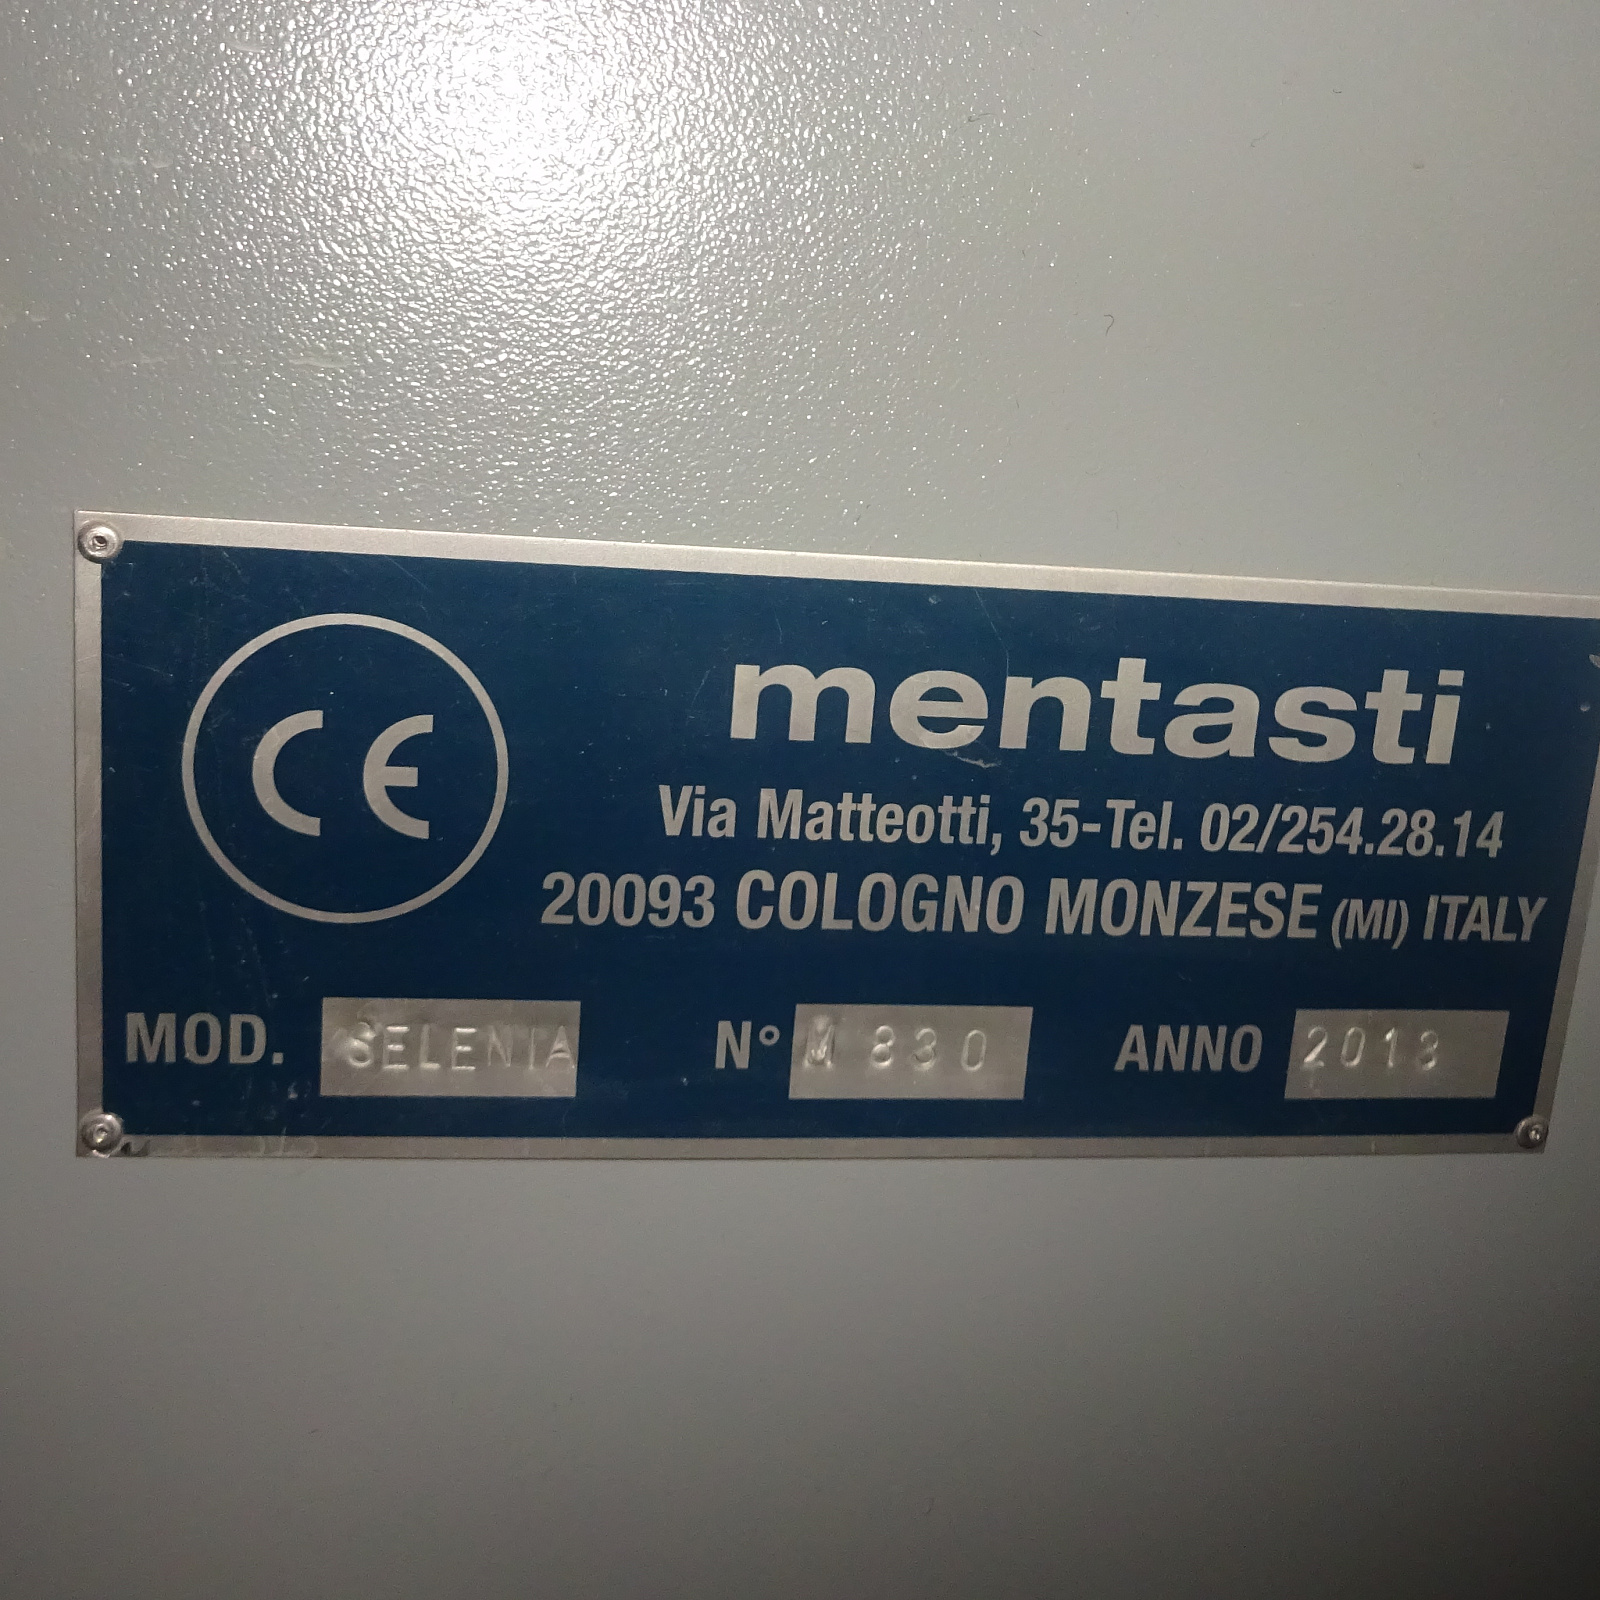 CE
mentasti
Via Matteotti, 35-Tel. 02/254.28.14
20093 COLOGNO MONZESE (MI) ITALY
MOD. SELENIA N° M 830 ANNO 2013